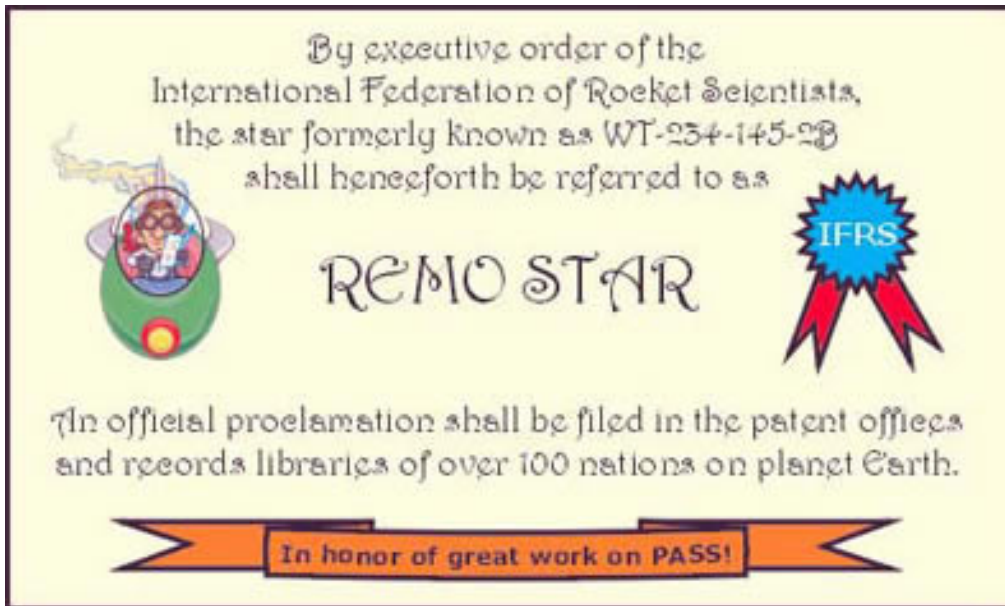 By executive order of the
International Federation of Rocket Scientists,
the star formerly known as WT-234-145-2B
shall henceforth be referred to as
IFRS
REMO STAR
An official proclamation shall be filed in the patent offices
and records libraries of over 100 nations on planet Earth.
In honor of great work on PASS!